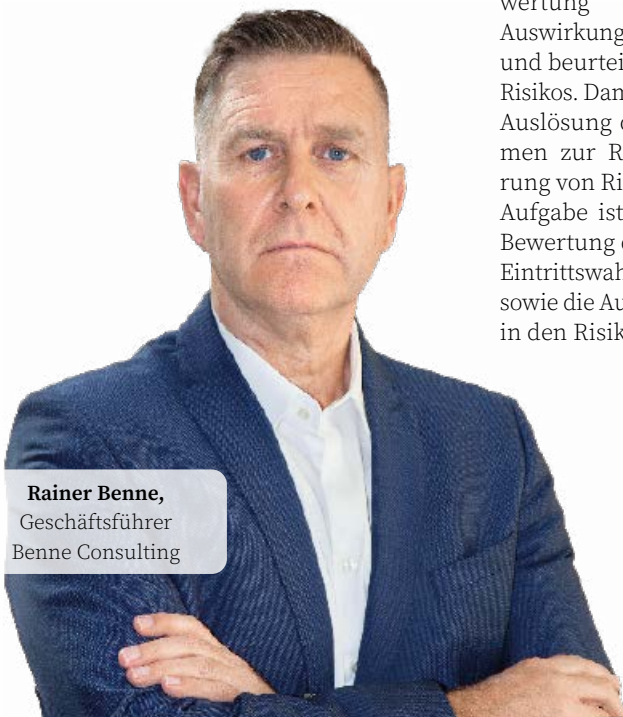 wertung
Auswirkung
und beurtei
Risikos. Dan
Auslösung
men zur R
rung von Ri
Aufgabe ist
Bewertung
Eintrittswah
sowie die Au
in den Risik
Rainer Benne,
Geschäftsführer
Benne Consulting